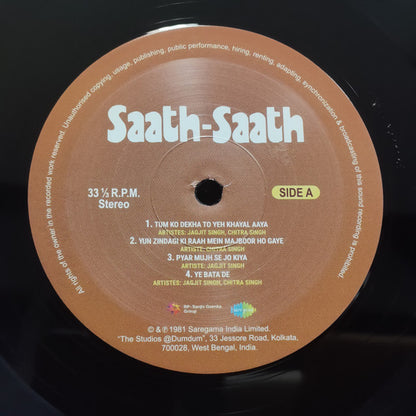 All rights of the owner in the recorded work reserved. Unauthorised copying, usage, publishing, public performance, hiring, renting, adapting, synchronization & broadcasting of this sound recording is prohibited.
Saath-Saath
33 1/3 R.P.M.
Stereo
SIDE A
1. TUM KO DEKHA TO YEH KHAYAL AAYA
ARTISTES: JAGJIT SINGH, CHITRA SINGH
2. YUN ZINDAGI KI RAAH MEIN MAJBOOR HO GAYE
ARTISTE: CHITRA SINGH
3. PYAR MUJH SE JO KIYA
ARTISTE: JAGJIT SINGH
4. YE BATA DE
ARTISTES: JAGJIT SINGH, CHITRA SINGH
RP-Sanjiv Goenka
Group
© & ℗ 1981 Saregama India Limited.
"The Studios @Dumdum", 33 Jessore Road, Kolkata,
700028, West Bengal, India.